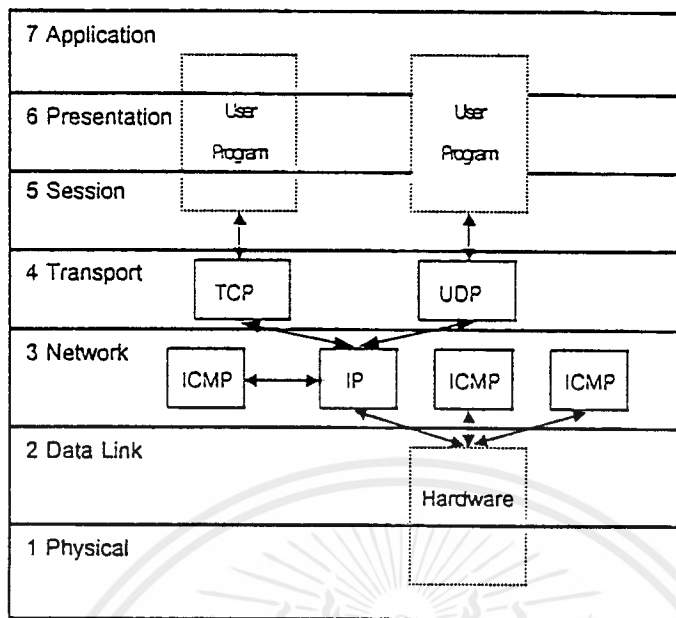 7 Application
6 Presentation
User
Program
User
Program
5 Session
4 Transport
TCP
UDP
3 Network
ICMP
IP
ICMP
ICMP
2 Data Link
Hardware
1 Physical